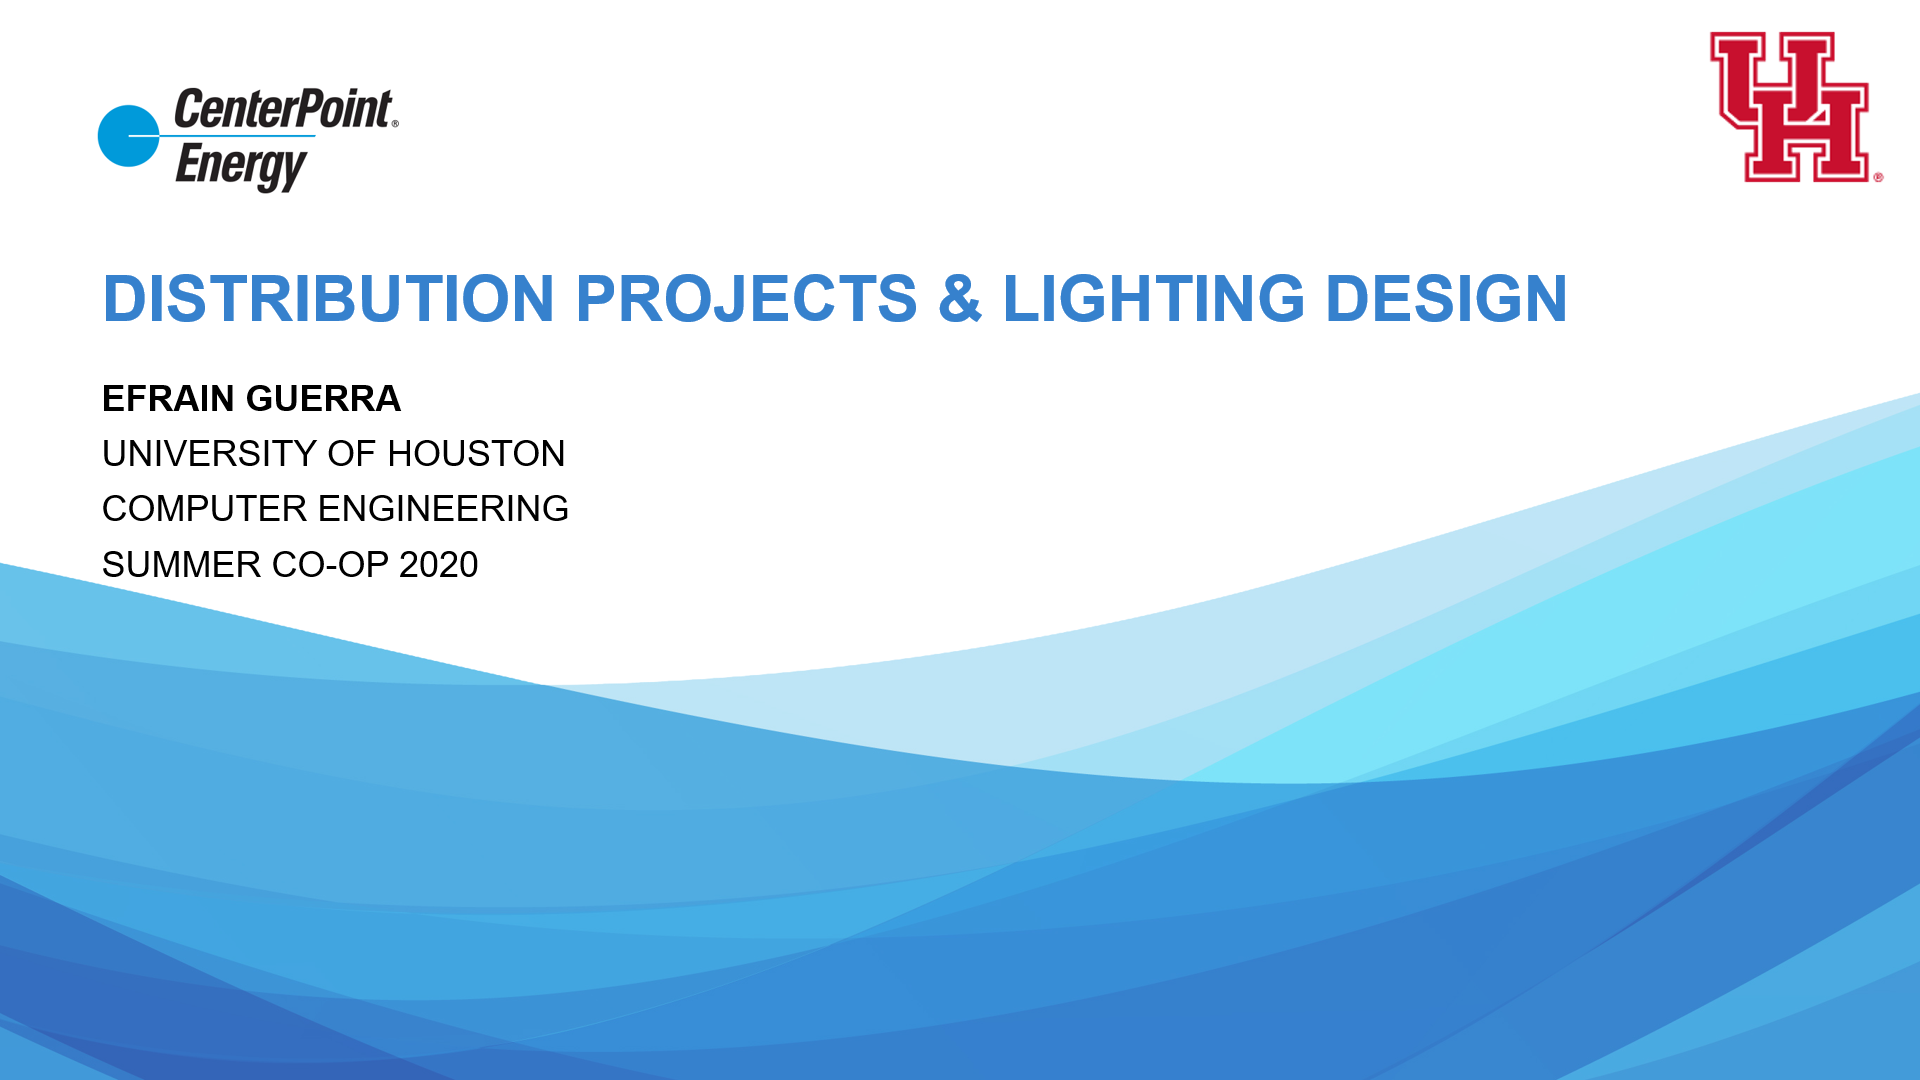 CenterPoint®
Energy
UH®
DISTRIBUTION PROJECTS & LIGHTING DESIGN
EFRAIN GUERRA
UNIVERSITY OF HOUSTON
COMPUTER ENGINEERING
SUMMER CO-OP 2020